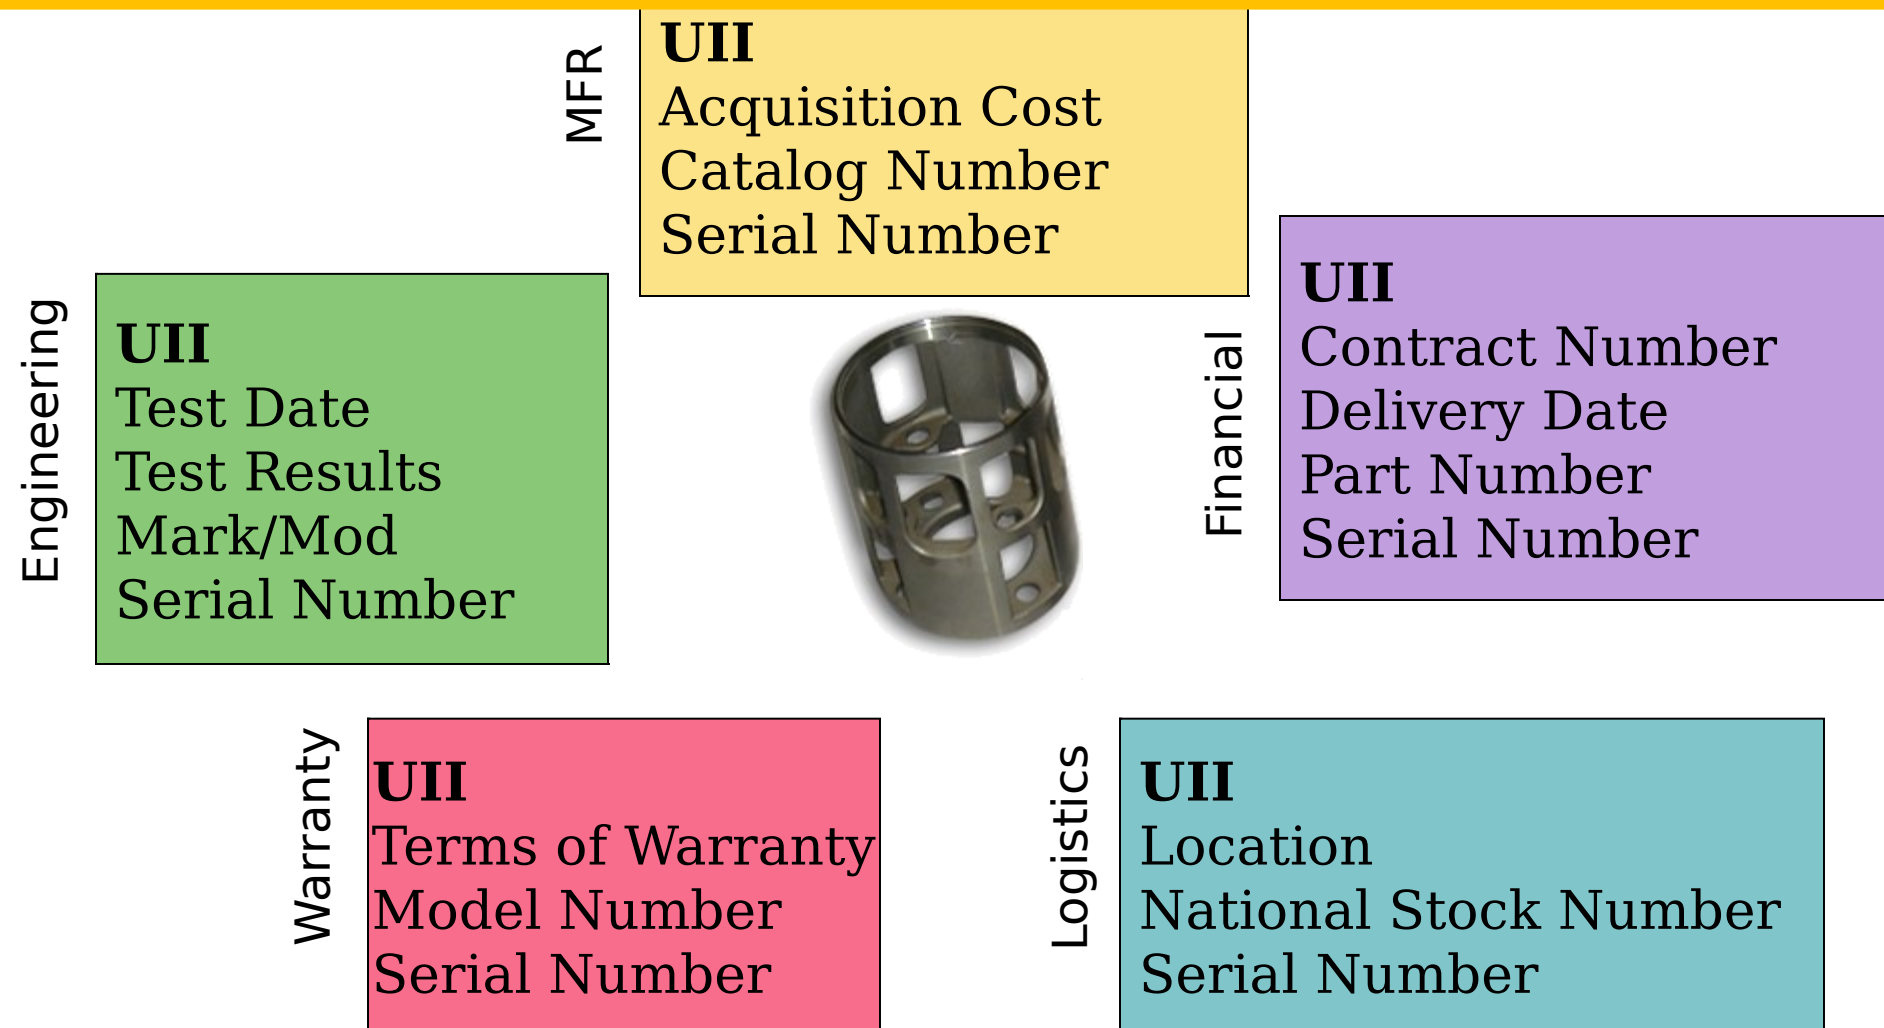 MFR
UII
Acquisition Cost
Catalog Number
Serial Number
Engineering
UII
Test Date
Test Results
Mark/Mod
Serial Number
Financial
UII
Contract Number
Delivery Date
Part Number
Serial Number
Warranty
UII
Terms of Warranty
Model Number
Serial Number
Logistics
UII
Location
National Stock Number
Serial Number